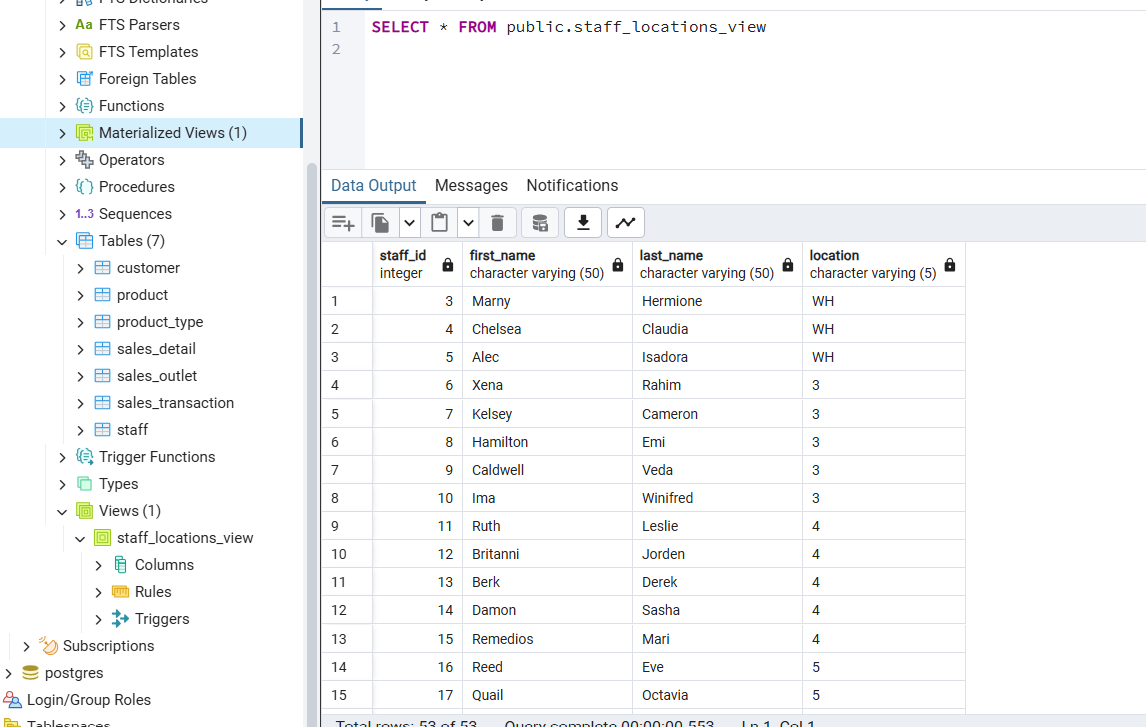 FTS Dictionaries
Aa FTS Parsers
FTS Templates
Foreign Tables
Functions
Materialized Views (1)
Operators
Procedures
1..3 Sequences
Tables (7)
customer
product
product_type
sales_detail
sales_outlet
sales_transaction
staff
Trigger Functions
Types
Views (1)
staff_locations_view
Columns
Rules
Triggers
Subscriptions
postgres
Login/Group Roles
Tablespaces
1 SELECT * FROM public.staff_locations_view
2
Data Output Messages Notifications
staff_id first_name last_name location
integer character varying (50) character varying (50) character varying (5)
1 3 Marny Hermione WH
2 4 Chelsea Claudia WH
3 5 Alec Isadora WH
4 6 Xena Rahim 3
5 7 Kelsey Cameron 3
6 8 Hamilton Emi 3
7 9 Caldwell Veda 3
8 10 Ima Winifred 3
9 11 Ruth Leslie 4
10 12 Britanni Jorden 4
11 13 Berk Derek 4
12 14 Damon Sasha 4
13 15 Remedios Mari 4
14 16 Reed Eve 5
15 17 Quail Octavia 5
Total rows: 53 of 53 Query complete 00:00:00.553 Ln 1, Col 1